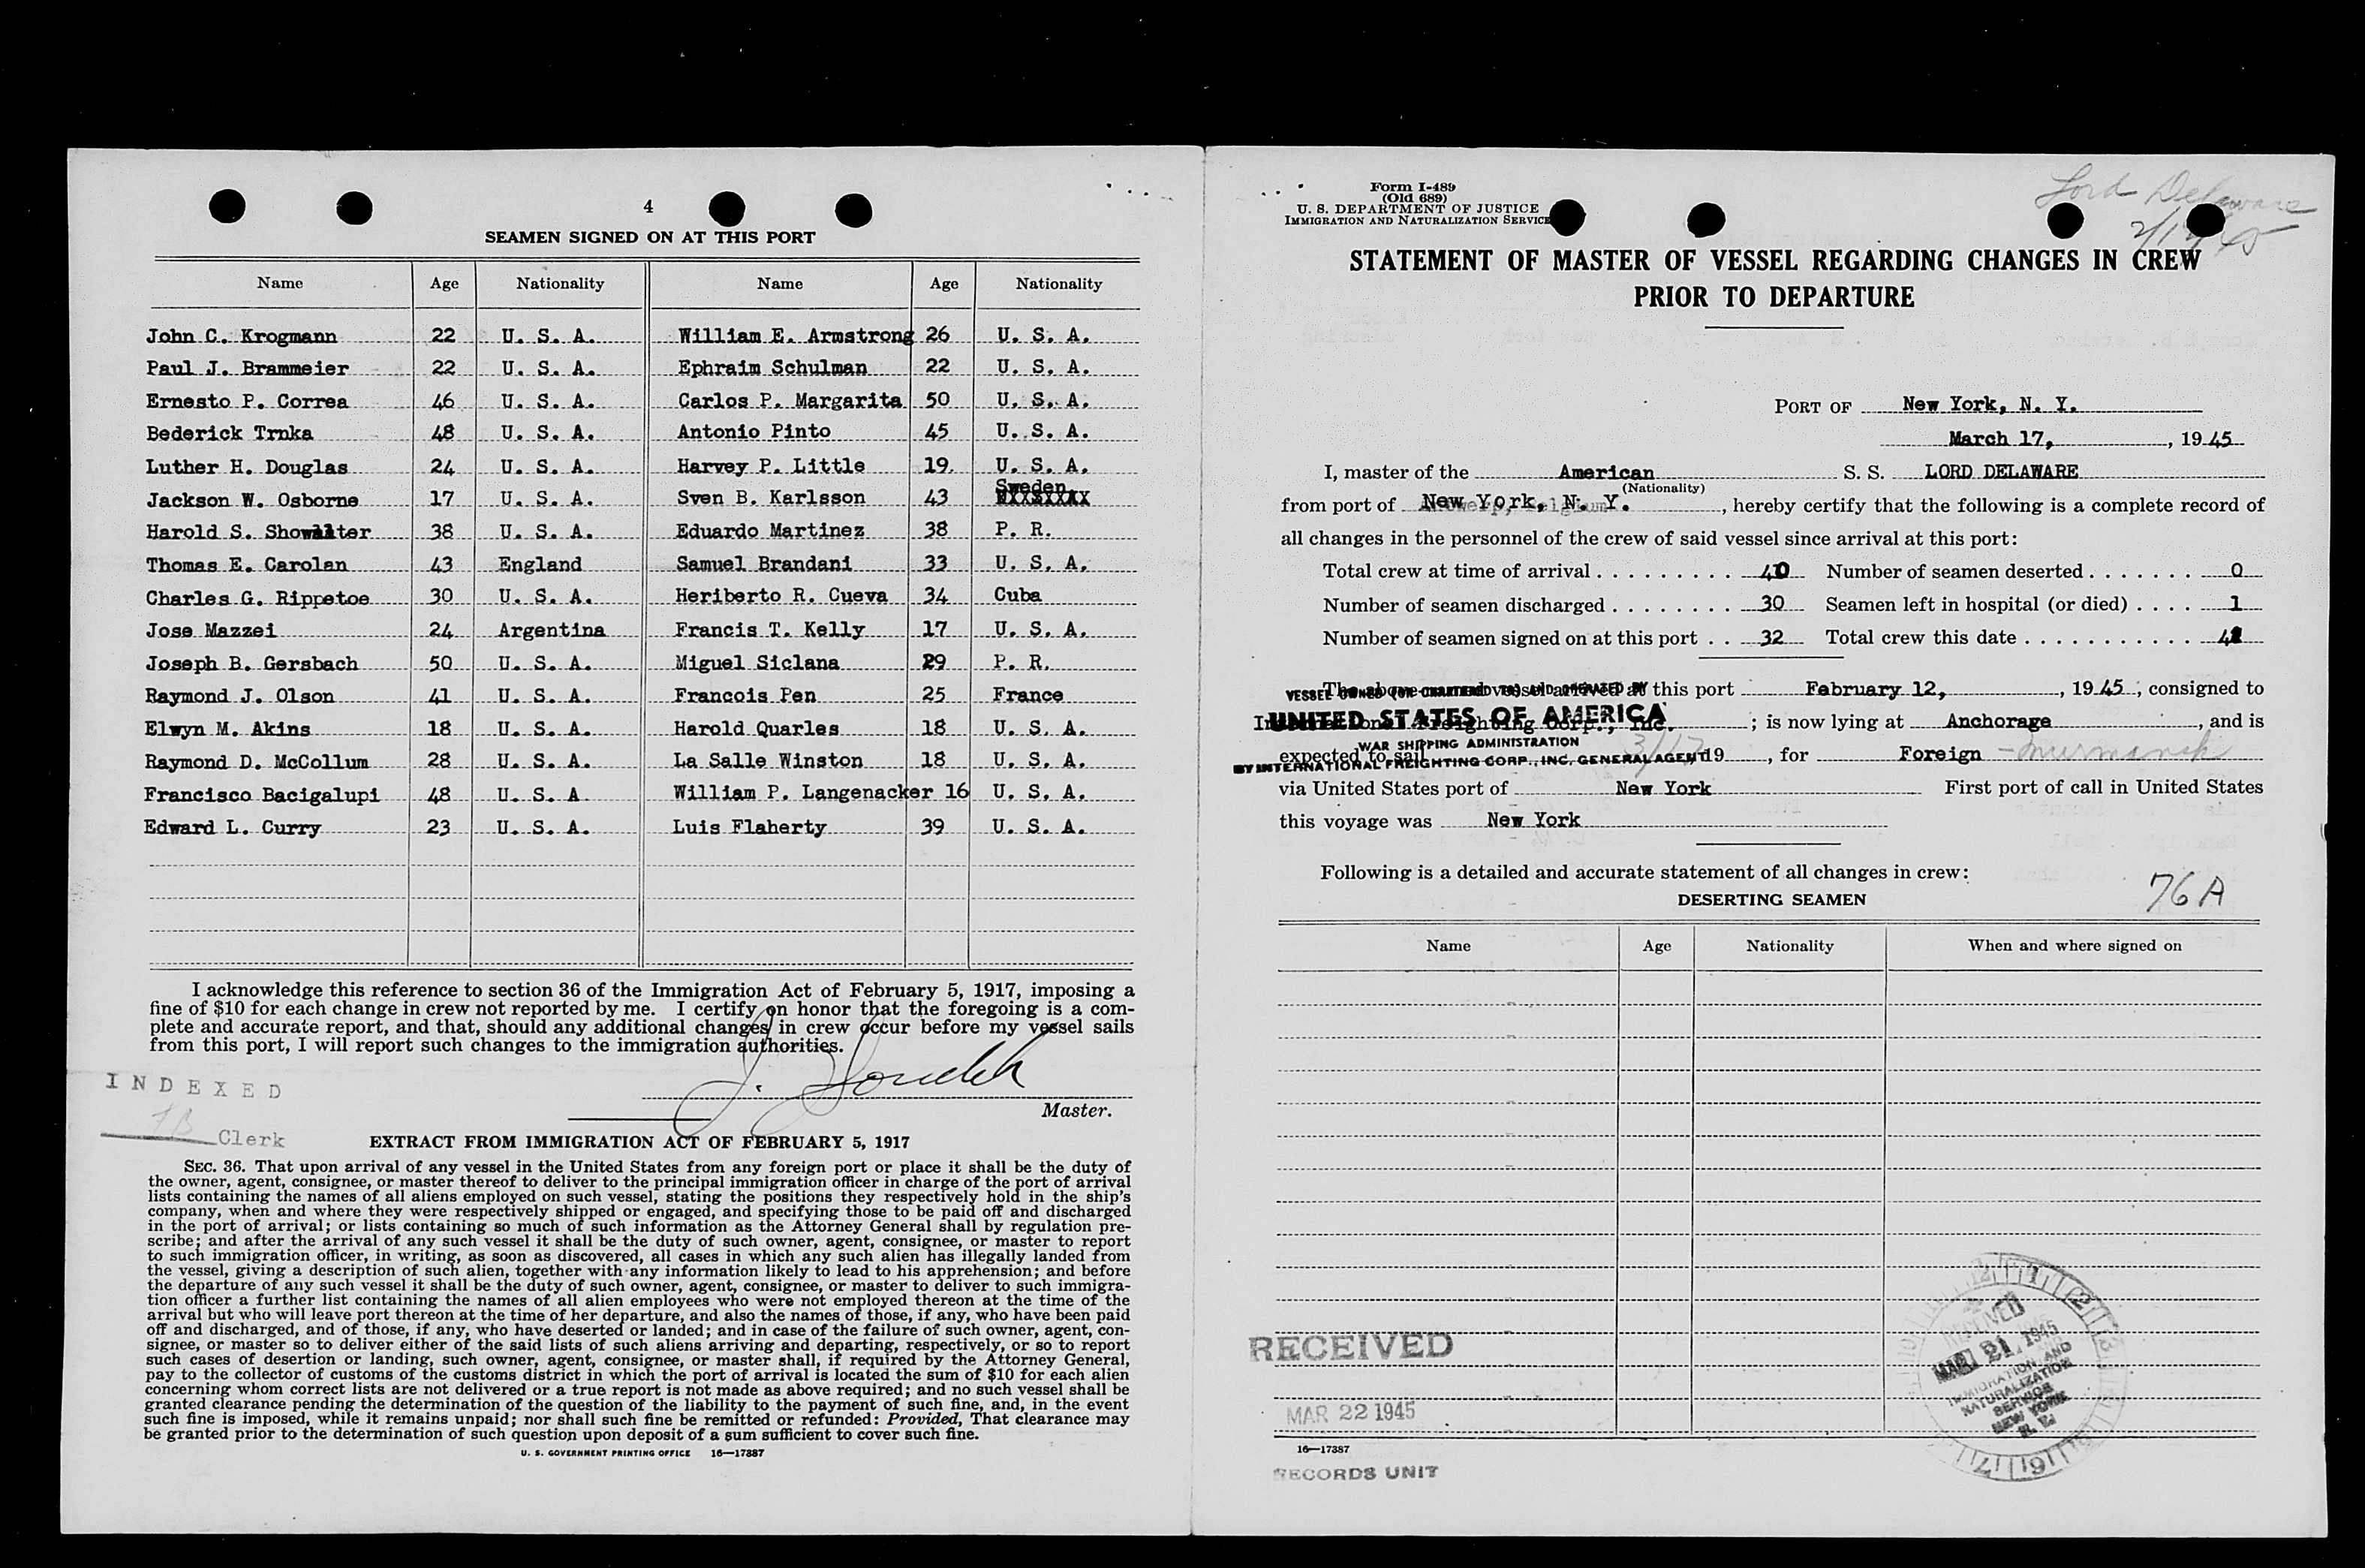 4
SEAMEN SIGNED ON AT THIS PORT
Name Age Nationality Name Age Nationality
John C. Krogmann 22 U. S. A. William E. Armstrong 26 U. S. A.
Paul J. Brammeier 22 U. S. A. Ephraim Schulman 22 U. S. A.
Ernesto P. Correa 46 U. S. A. Carlos P. Margarita 50 U. S. A.
Bederick Trnka 48 U. S. A. Antonio Pinto 45 U. S. A.
Luther H. Douglas 24 U. S. A. Harvey P. Little 19 U. S. A.
Jackson W. Osborne 17 U. S. A. Sven B. Karlsson 43 Sweden
Harold S. Showalter 38 U. S. A. Eduardo Martinez 38 P. R.
Thomas E. Carolan 43 England Samuel Brandani 33 U. S. A.
Charles G. Rippetoe 30 U. S. A. Heriberto R. Cueva 34 Cuba
Jose Mazzei 24 Argentina Francis T. Kelly 17 U. S. A.
Joseph B. Gersbach 50 U. S. A. Miguel Siclana 29 P. R.
Raymond J. Olson 41 U. S. A. Francois Pen 25 France
Elwyn M. Akins 18 U. S. A. Harold Quarles 18 U. S. A.
Raymond D. McCollum 28 U. S. A. La Salle Winston 18 U. S. A.
Francisco Bacigalupi 48 U. S. A William P. Langenacker 16 U. S. A.
Edward L. Curry 23 U. S. A. Luis Flaherty 39 U. S. A.
I acknowledge this reference to section 36 of the Immigration Act of February 5, 1917, imposing a
fine of $10 for each change in crew not reported by me. I certify on honor that the foregoing is a com-
plete and accurate report, and that, should any additional changes in crew occur before my vessel sails
from this port, I will report such changes to the immigration authorities.
INDEXED
Master.
Clerk
EXTRACT FROM IMMIGRATION ACT OF FEBRUARY 5, 1917
SEC. 36. That upon arrival of any vessel in the United States from any foreign port or place it shall be the duty of
the owner, agent, consignee, or master thereof to deliver to the principal immigration officer in charge of the port of arrival
lists containing the names of all aliens employed on such vessel, stating the positions they respectively hold in the ship's
company, when and where they were respectively shipped or engaged, and specifying those to be paid off and discharged
in the port of arrival; or lists containing so much of such information as the Attorney General shall by regulation pre-
scribe; and after the arrival of any such vessel it shall be the duty of such owner, agent, consignee, or master to report
to such immigration officer, in writing, as soon as discovered, all cases in which any such alien has illegally landed from
the vessel, giving a description of such alien, together with any information likely to lead to his apprehension; and before
the departure of any such vessel it shall be the duty of such owner, agent, consignee, or master to deliver to such immigra-
tion officer a further list containing the names of all alien employees who were not employed thereon at the time of the
arrival but who will leave port thereon at the time of her departure, and also the names of those, if any, who have been paid
off and discharged, and of those, if any, who have deserted or landed; and in case of the failure of such owner, agent, con-
signee, or master so to deliver either of the said lists of such aliens arriving and departing, respectively, or so to report
such cases of desertion or landing, such owner, agent, consignee, or master shall, if required by the Attorney General,
pay to the collector of customs of the customs district in which the port of arrival is located the sum of $10 for each alien
concerning whom correct lists are not delivered or a true report is not made as above required; and no such vessel shall be
granted clearance pending the determination of the question of the liability to the payment of such fine, and, in the event
such fine is imposed, while it remains unpaid; nor shall such fine be remitted or refunded: Provided, That clearance may
be granted prior to the determination of such question upon deposit of a sum sufficient to cover such fine.
U. S. GOVERNMENT PRINTING OFFICE 16—17387
Form I-489
(Old 689)
U. S. DEPARTMENT OF JUSTICE
IMMIGRATION AND NATURALIZATION SERVICE
Lord Delaware
STATEMENT OF MASTER OF VESSEL REGARDING CHANGES IN CREW
PRIOR TO DEPARTURE
PORT OF New York, N. Y.
March 17, , 1945
I, master of the American S. S. LORD DELAWARE
(Nationality)
from port of New York, N. Y. , hereby certify that the following is a complete record of
all changes in the personnel of the crew of said vessel since arrival at this port:
Total crew at time of arrival 40 Number of seamen deserted 0
Number of seamen discharged 30 Seamen left in hospital (or died) 1
Number of seamen signed on at this port 32 Total crew this date
The above-named vessel arrived at this port February 12, , 1945 , consigned to
VESSEL OWNED (OR CHARTERED TO) AND OPERATED BY
UNITED STATES OF AMERICA
International Freighting Corp., Inc. ; is now lying at Anchorage , and is
WAR SHIPPING ADMINISTRATION
expected to sail 3/17 19 , for Foreign - Murmansk
BY INTERNATIONAL FREIGHTING CORP., INC. GENERAL AGENT
via United States port of New York First port of call in United States
this voyage was New York
Following is a detailed and accurate statement of all changes in crew:
76A
DESERTING SEAMEN
Name Age Nationality When and where signed on
RECEIVED
MAR 22 1945
RECORDS UNIT
RECEIVED
MAR 21 1945
IMMIGRATION AND
NATURALIZATION
SERVICE
NEW YORK
N. Y.
16—17387